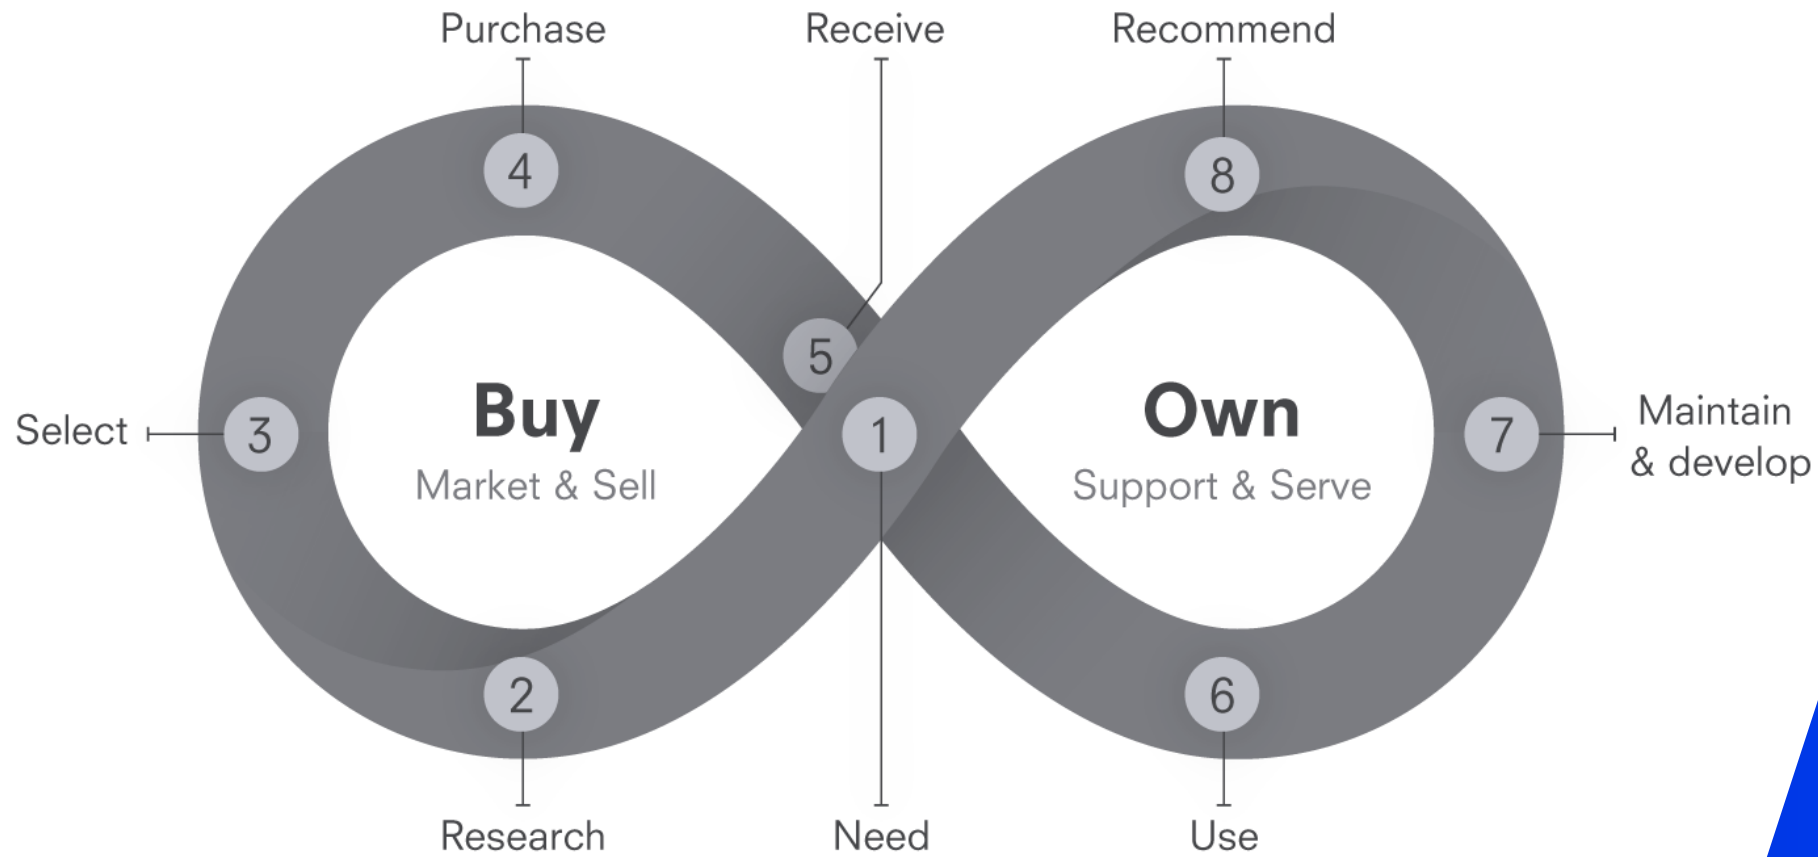 Purchase
Receive
Recommend
4
8
5
Buy
Market & Sell
Own
Support & Serve
Select
3
1
7
Maintain
& develop
2
6
Research
Need
Use